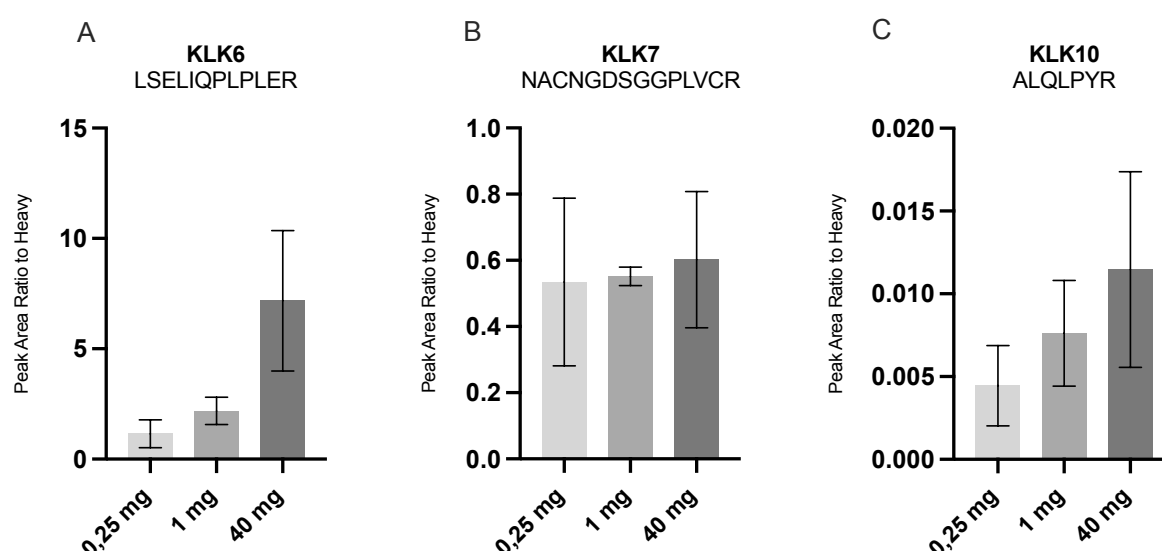 A
KLK6
LSELIQPLPLER
Peak Area Ratio to Heavy
15
10
5
0
0,25 mg
1 mg
40 mg
B
KLK7
NACNGDSGGPLVCR
Peak Area Ratio to Heavy
1.0
0.8
0.6
0.4
0.2
0.0
0,25 mg
1 mg
40 mg
C
KLK10
ALQLPYR
Peak Area Ratio to Heavy
0.020
0.015
0.010
0.005
0.000
0,25 mg
1 mg
40 mg